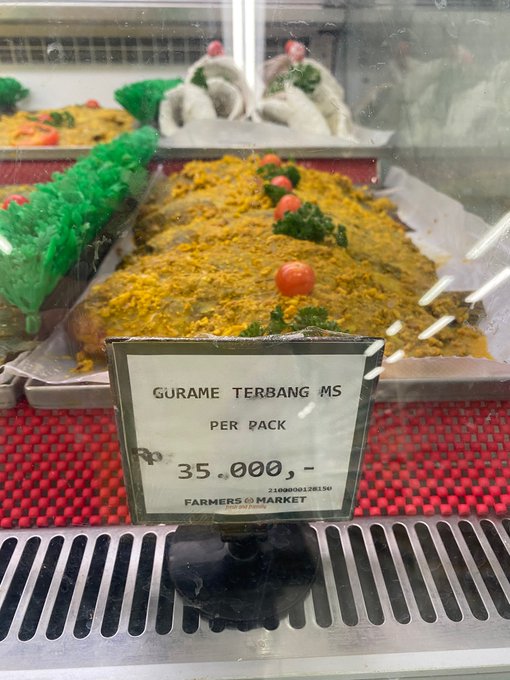 GURAME TERBANG MS
PER PACK
Rp 35.000,-
2100000128150
FARMERS MARKET
fresh and friendly